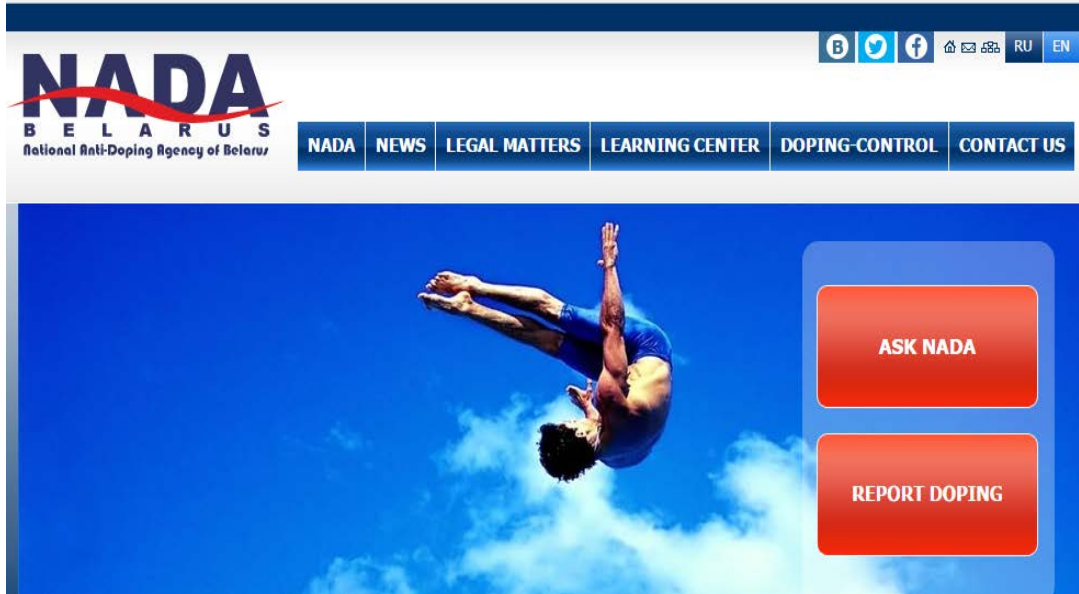 RU EN
NADA
BELARUS
National Anti-Doping Agency of Belarus
NADA NEWS LEGAL MATTERS LEARNING CENTER DOPING-CONTROL CONTACT US
ASK NADA
REPORT DOPING